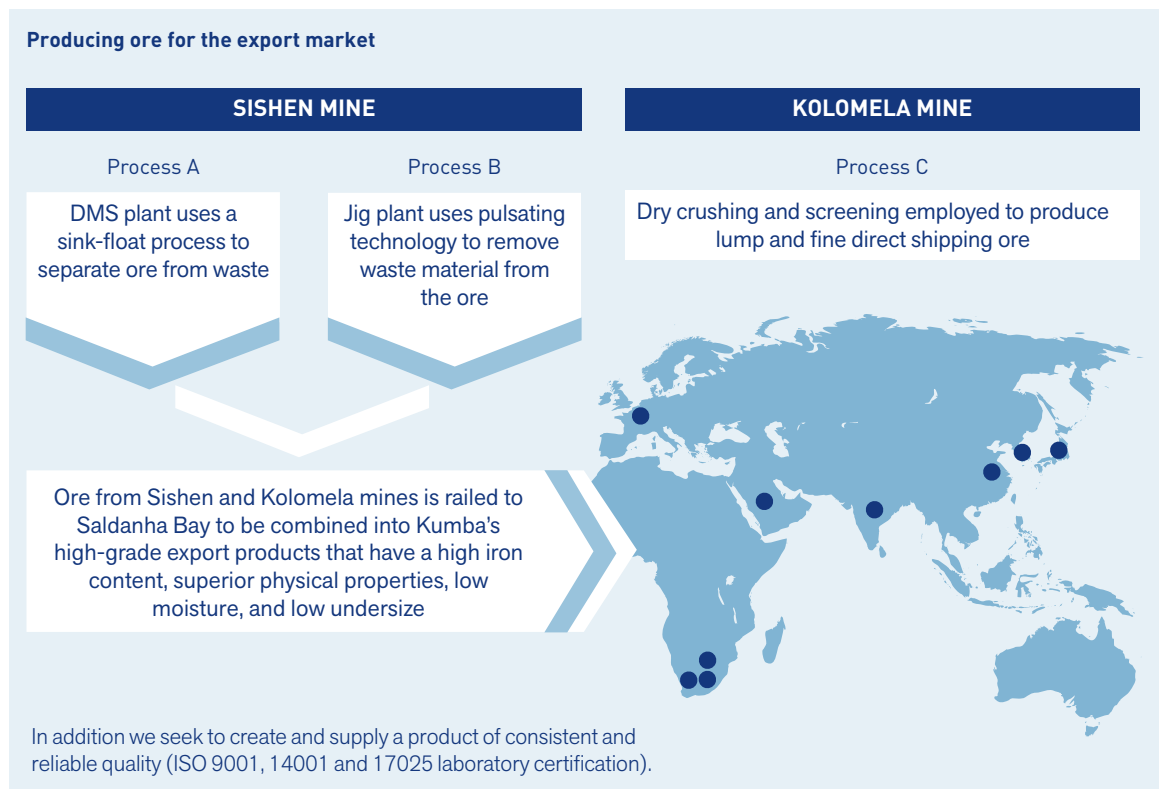 Producing ore for the export market
SISHEN MINE
Process A
DMS plant uses a
sink-float process to
separate ore from waste
Process B
Jig plant uses pulsating
technology to remove
waste material from
the ore
KOLOMELA MINE
Process C
Dry crushing and screening employed to produce
lump and fine direct shipping ore
Ore from Sishen and Kolomela mines is railed to
Saldanha Bay to be combined into Kumba’s
high-grade export products that have a high iron
content, superior physical properties, low
moisture, and low undersize
In addition we seek to create and supply a product of consistent and
reliable quality (ISO 9001, 14001 and 17025 laboratory certification).